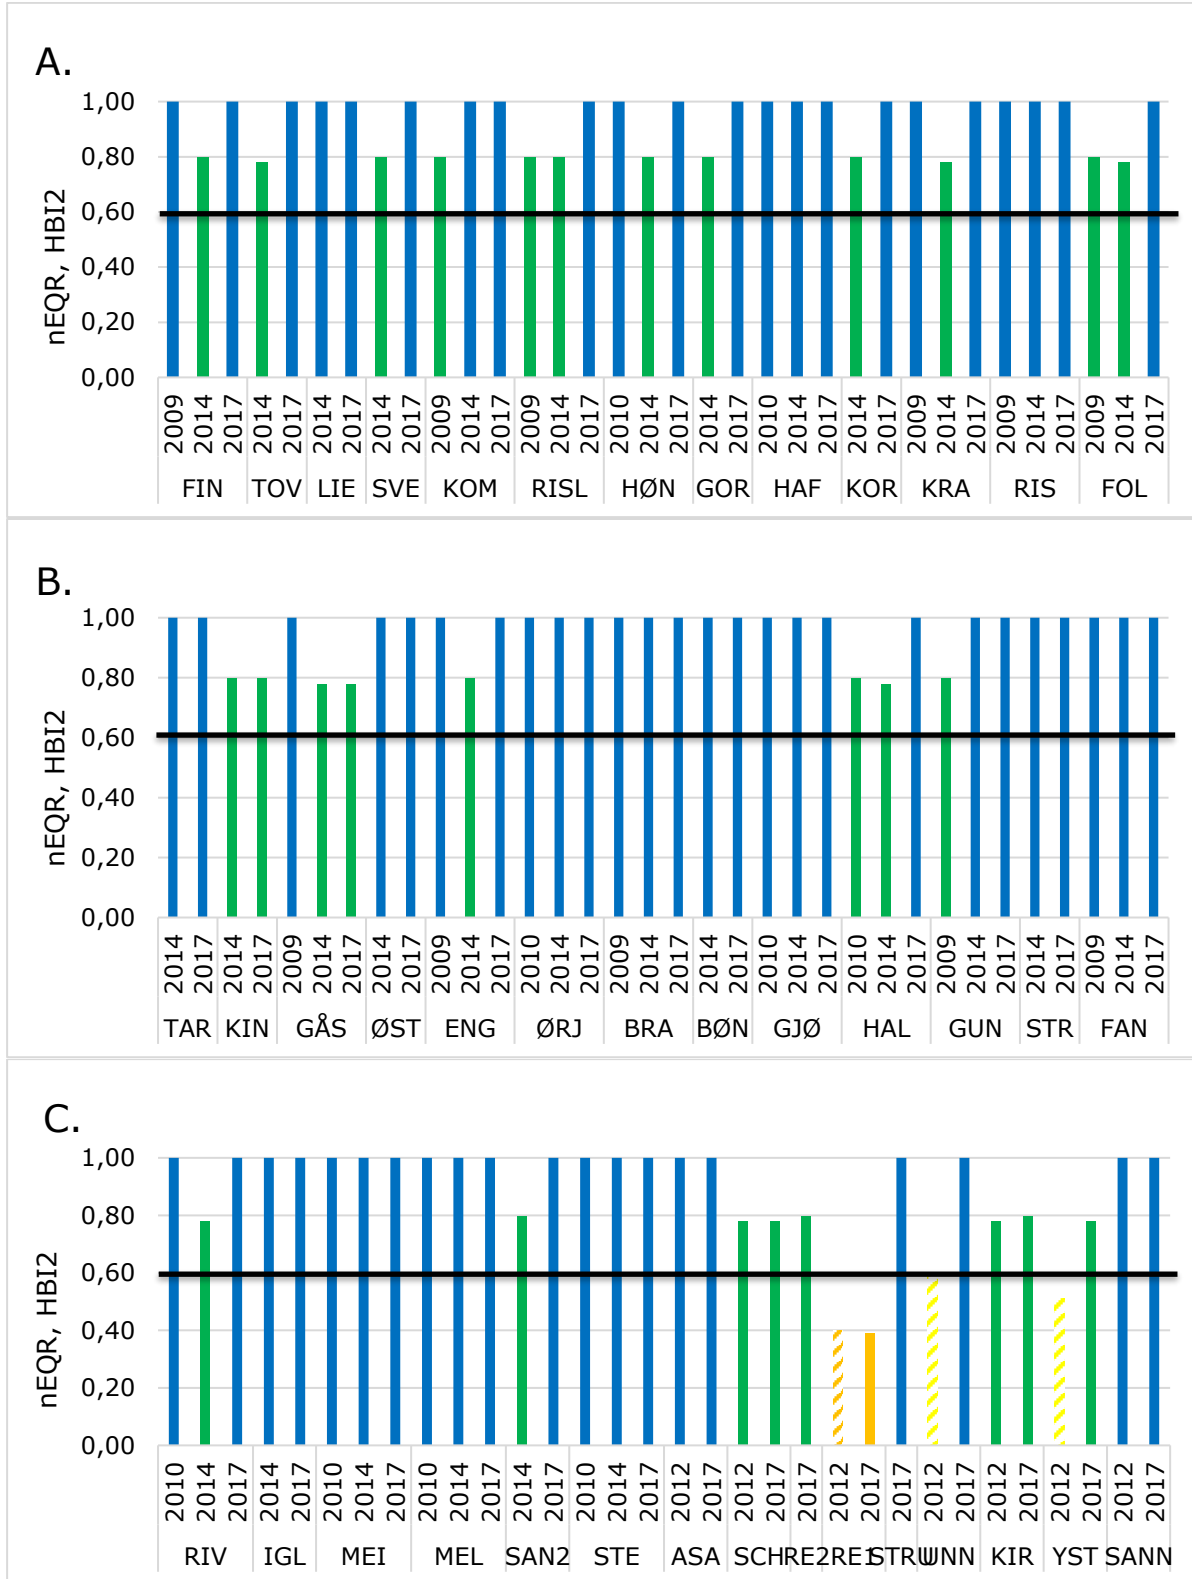 A.
nEQR, HBI2
1,00
0,80
0,60
0,40
0,20
0,00
2009 2014 2017 2014 2017 2014 2017 2014 2017 2009 2014 2017 2009 2014 2017 2010 2014 2017 2014 2017 2010 2014 2017 2014 2017 2009 2014 2017 2009 2014 2017 2009 2014 2017
FIN TOV LIE SVE KOM RISL HØN GOR HAF KOR KRA RIS FOL
B.
nEQR, HBI2
1,00
0,80
0,60
0,40
0,20
0,00
2014 2017 2014 2017 2009 2014 2017 2014 2017 2009 2014 2017 2010 2014 2017 2009 2014 2017 2014 2017 2010 2014 2017 2010 2014 2017 2009 2014 2017 2014 2017 2009 2014 2017
TAR KIN GÅS ØST ENG ØRJ BRA BØN GJØ HAL GUN STR FAN
C.
nEQR, HBI2
1,00
0,80
0,60
0,40
0,20
0,00
2010 2014 2017 2014 2017 2010 2014 2017 2010 2014 2017 2014 2017 2010 2014 2017 2012 2017 2012 2017 2017 2012 2017 2017 2012 2017 2012 2017 2012 2017 2012 2017
RIV IGL MEI MEL SAN2 STE ASA SCH RE2 RE1 STRU UNN KIR YST SANN